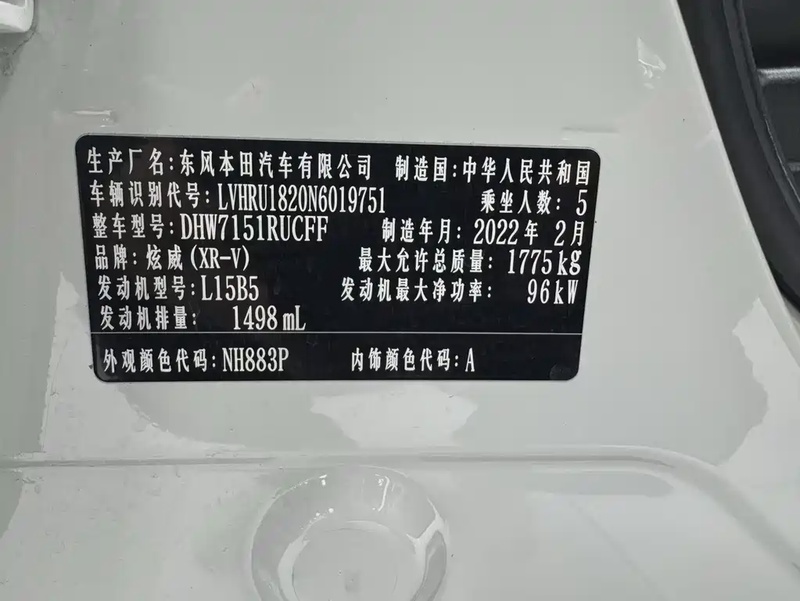 生产厂名:东风本田汽车有限公司 制造国:中华人民共和国
车辆识别代号:LVHRU1820N6019751 乘坐人数:5
整车型号:DHW7151RUCFF 制造年月:2022年 2月
品牌:炫威(XR-V) 最大允许总质量:1775kg
发动机型号:L15B5 发动机最大净功率: 96kW
发动机排量: 1498mL
外观颜色代码:NH883P 内饰颜色代码:A